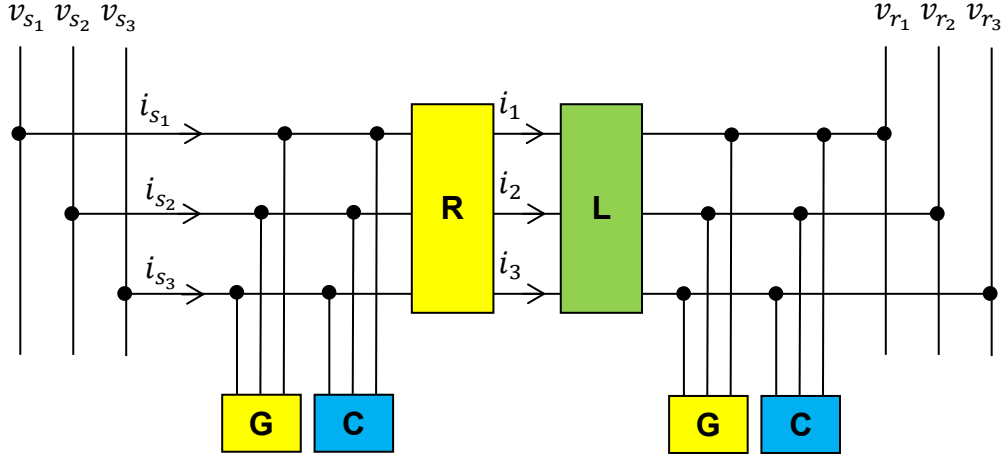 v_{s_1} v_{s_2} v_{s_3} v_{r_1} v_{r_2} v_{r_3}
i_{s_1} i_1
i_{s_2} R i_2 L
i_{s_3} i_3
G C G C